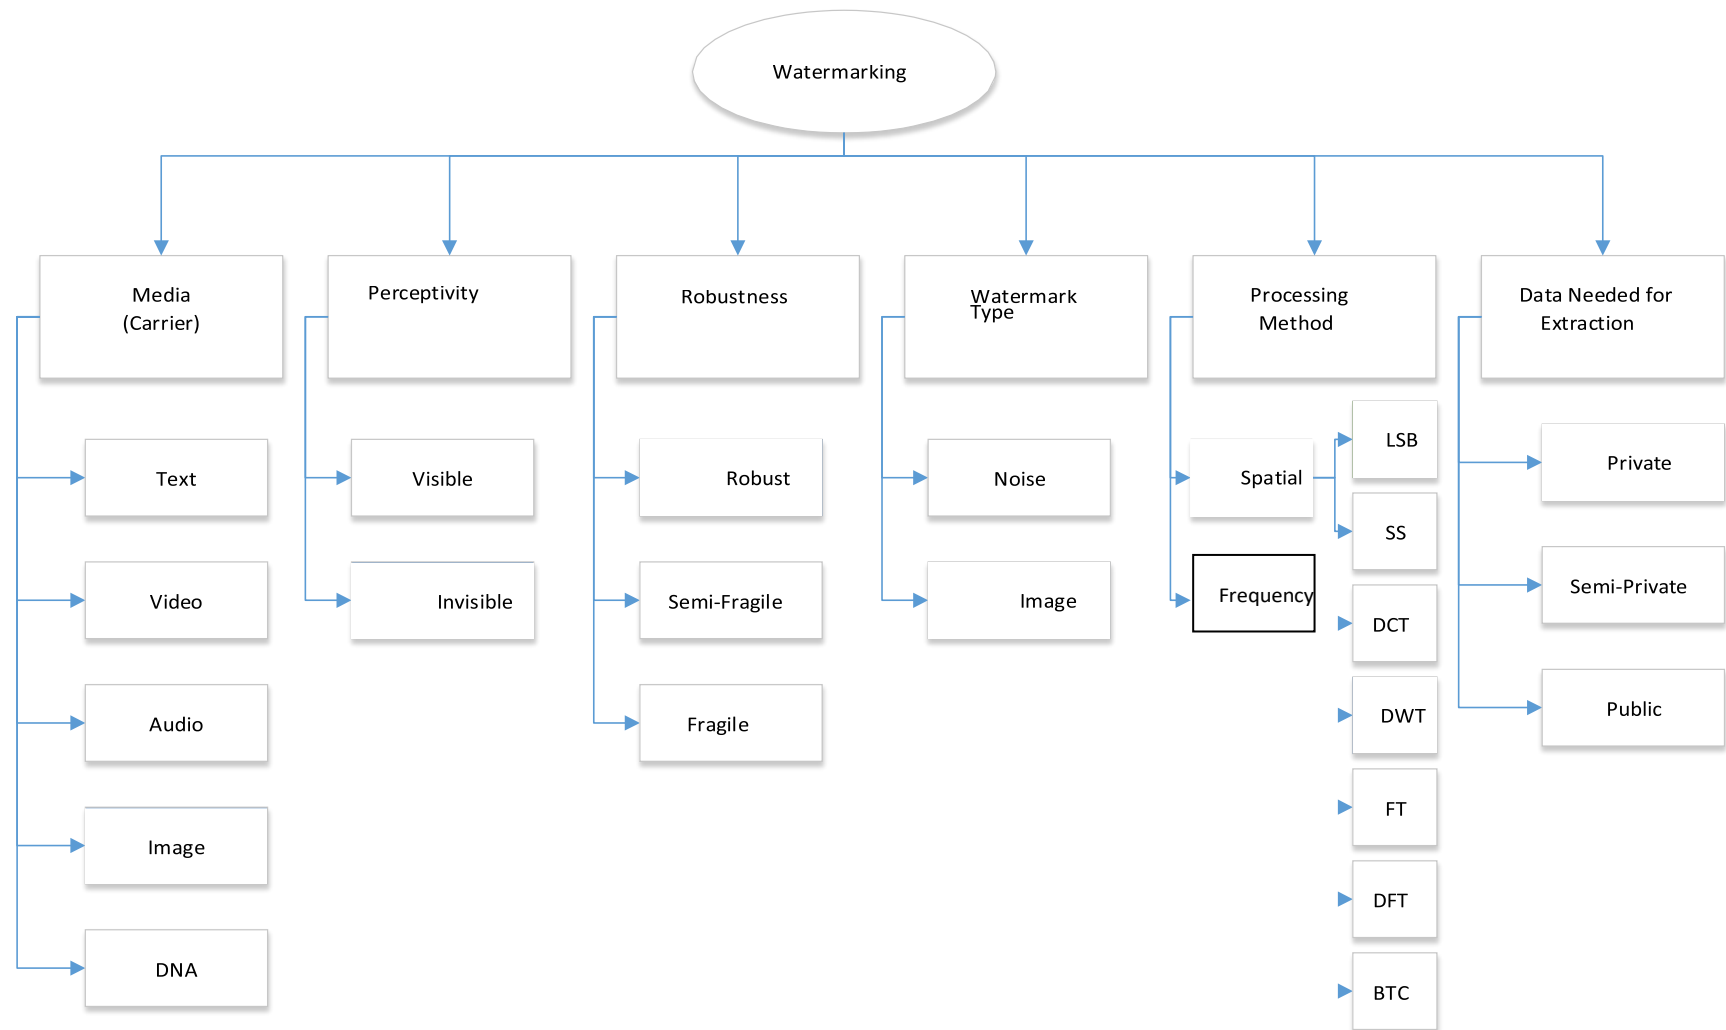 Watermarking
Media
(Carrier)
Perceptivity
Robustness
Watermark
Type
Processing
Method
Data Needed for
Extraction
Text
Video
Audio
Image
DNA
Visible
Invisible
Robust
Semi-Fragile
Fragile
Noise
Image
Spatial
Frequency
LSB
SS
DCT
DWT
FT
DFT
BTC
Private
Semi-Private
Public